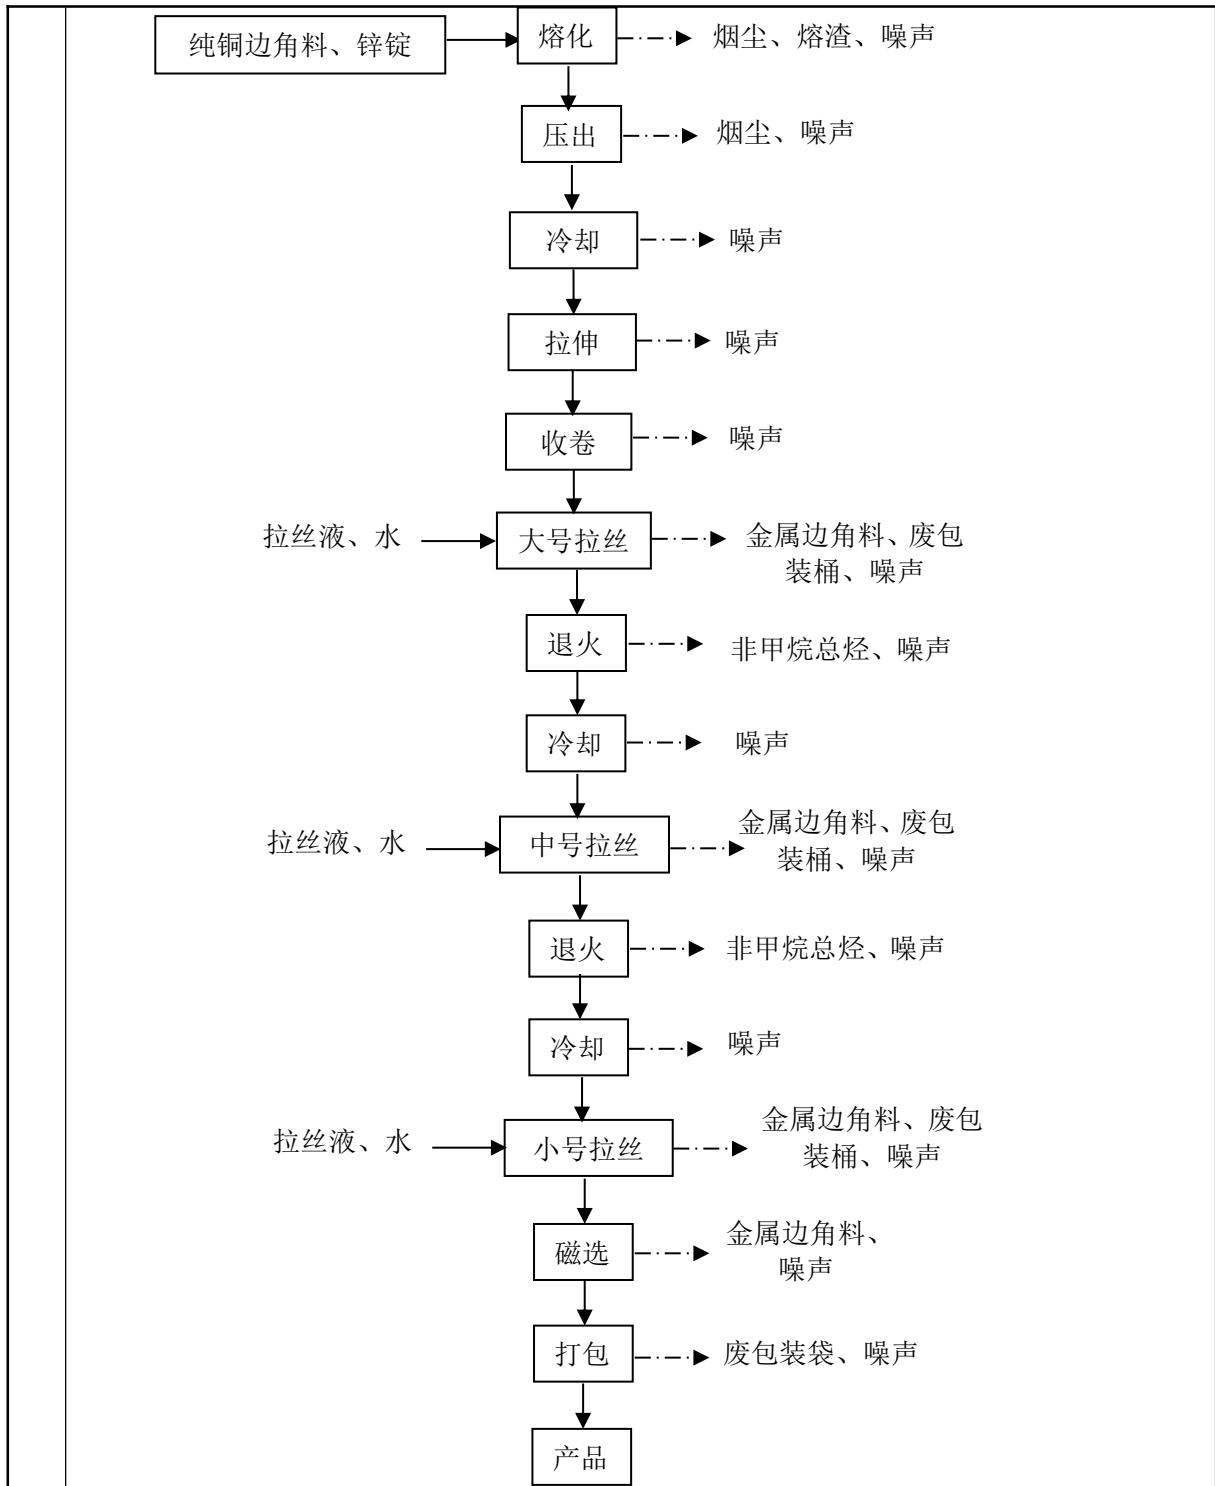 纯铜边角料、锌锭
熔化
烟尘、熔渣、噪声
压出
烟尘、噪声
冷却
噪声
拉伸
噪声
收卷
噪声
拉丝液、水
大号拉丝
金属边角料、废包
装桶、噪声
退火
非甲烷总烃、噪声
冷却
噪声
拉丝液、水
中号拉丝
金属边角料、废包
装桶、噪声
退火
非甲烷总烃、噪声
冷却
噪声
拉丝液、水
小号拉丝
金属边角料、废包
装桶、噪声
磁选
金属边角料、
噪声
打包
废包装袋、噪声
产品